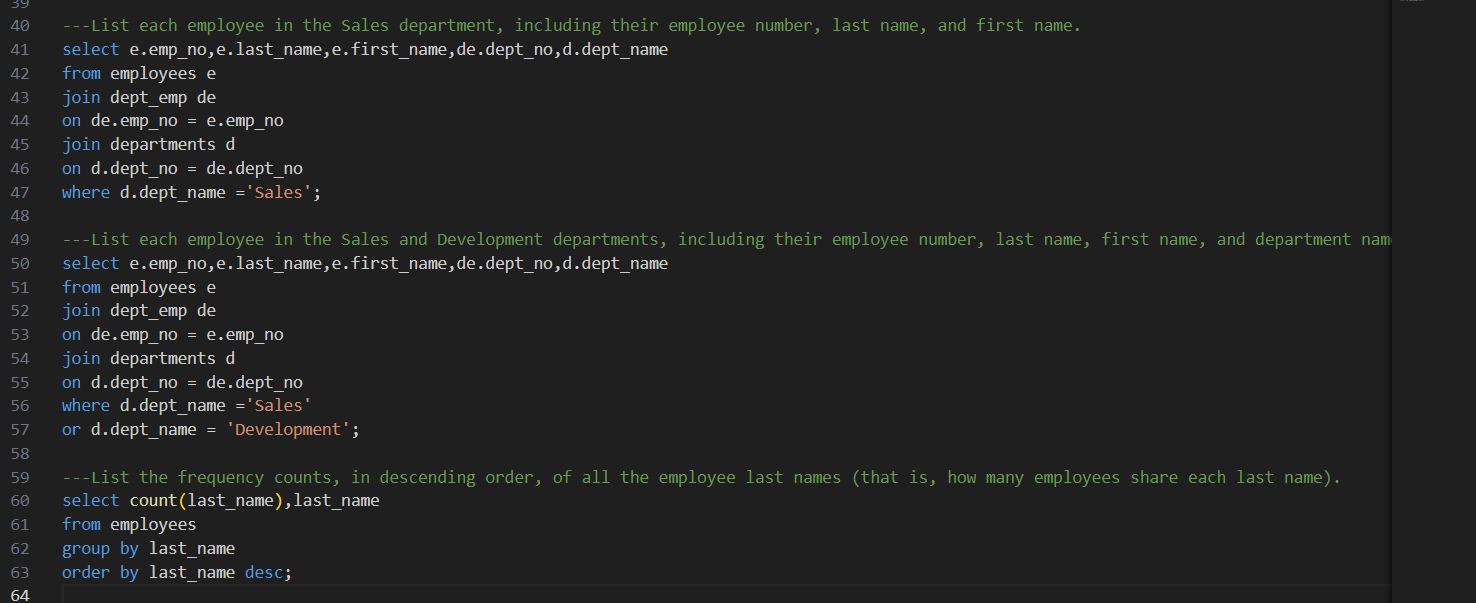 39
40 ---List each employee in the Sales department, including their employee number, last name, and first name.
41 select e.emp_no,e.last_name,e.first_name,de.dept_no,d.dept_name
42 from employees e
43 join dept_emp de
44 on de.emp_no = e.emp_no
45 join departments d
46 on d.dept_no = de.dept_no
47 where d.dept_name ='Sales';
48
49 ---List each employee in the Sales and Development departments, including their employee number, last name, first name, and department nam
50 select e.emp_no,e.last_name,e.first_name,de.dept_no,d.dept_name
51 from employees e
52 join dept_emp de
53 on de.emp_no = e.emp_no
54 join departments d
55 on d.dept_no = de.dept_no
56 where d.dept_name ='Sales'
57 or d.dept_name = 'Development';
58
59 ---List the frequency counts, in descending order, of all the employee last names (that is, how many employees share each last name).
60 select count(last_name),last_name
61 from employees
62 group by last_name
63 order by last_name desc;
64